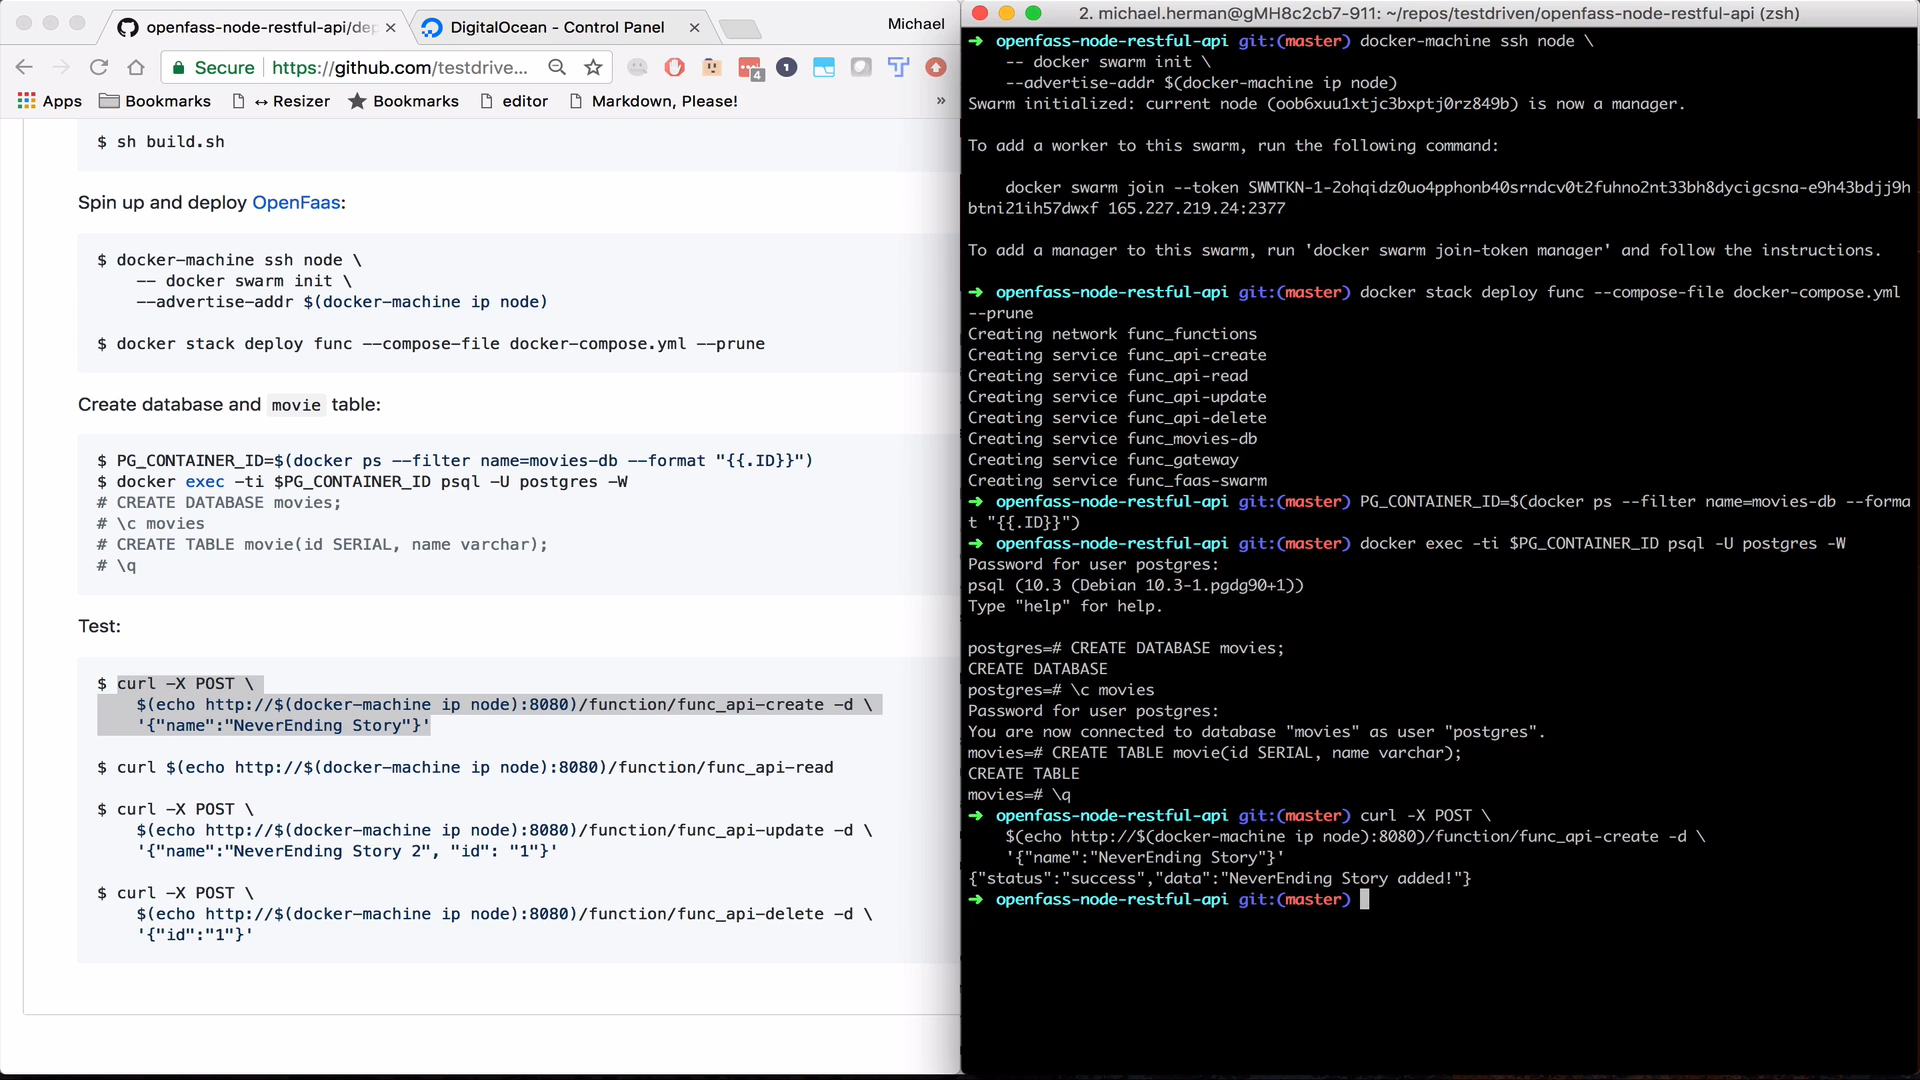 openfass-node-restful-api/dep
DigitalOcean - Control Panel
Michael
Secure
https://github.com/testdrive...
4
1
Apps
Bookmarks
↔ Resizer
Bookmarks
editor
Markdown, Please!
»
$ sh build.sh
Spin up and deploy OpenFaas:
$ docker-machine ssh node \
-- docker swarm init \
--advertise-addr $(docker-machine ip node)
$ docker stack deploy func --compose-file docker-compose.yml --prune
Create database and movie table:
$ PG_CONTAINER_ID=$(docker ps --filter name=movies-db --format "{{.ID}}")
$ docker exec -ti $PG_CONTAINER_ID psql -U postgres -W
# CREATE DATABASE movies;
# \c movies
# CREATE TABLE movie(id SERIAL, name varchar);
# \q
Test:
$ curl -X POST \
$(echo http://$(docker-machine ip node):8080)/function/func_api-create -d \
'{"name":"NeverEnding Story"}'
$ curl $(echo http://$(docker-machine ip node):8080)/function/func_api-read
$ curl -X POST \
$(echo http://$(docker-machine ip node):8080)/function/func_api-update -d \
'{"name":"NeverEnding Story 2", "id": "1"}'
$ curl -X POST \
$(echo http://$(docker-machine ip node):8080)/function/func_api-delete -d \
'{"id":"1"}'
2. michael.herman@gMH8c2cb7-911: ~/repos/testdriven/openfass-node-restful-api (zsh)
➜ openfass-node-restful-api git:(master) docker-machine ssh node \
-- docker swarm init \
--advertise-addr $(docker-machine ip node)
Swarm initialized: current node (oob6xuu1xtjc3bxptj0rz849b) is now a manager.
To add a worker to this swarm, run the following command:
docker swarm join --token SWMTKN-1-2ohqidz0uo4pphonb40srndcv0t2fuhno2nt33bh8dycigcsna-e9h43bdjj9h
btni21ih57dwxf 165.227.219.24:2377
To add a manager to this swarm, run 'docker swarm join-token manager' and follow the instructions.
➜ openfass-node-restful-api git:(master) docker stack deploy func --compose-file docker-compose.yml
--prune
Creating network func_functions
Creating service func_api-create
Creating service func_api-read
Creating service func_api-update
Creating service func_api-delete
Creating service func_movies-db
Creating service func_gateway
Creating service func_faas-swarm
➜ openfass-node-restful-api git:(master) PG_CONTAINER_ID=$(docker ps --filter name=movies-db --forma
t "{{.ID}}")
➜ openfass-node-restful-api git:(master) docker exec -ti $PG_CONTAINER_ID psql -U postgres -W
Password for user postgres:
psql (10.3 (Debian 10.3-1.pgdg90+1))
Type "help" for help.
postgres=# CREATE DATABASE movies;
CREATE DATABASE
postgres=# \c movies
Password for user postgres:
You are now connected to database "movies" as user "postgres".
movies=# CREATE TABLE movie(id SERIAL, name varchar);
CREATE TABLE
movies=# \q
➜ openfass-node-restful-api git:(master) curl -X POST \
$(echo http://$(docker-machine ip node):8080)/function/func_api-create -d \
'{"name":"NeverEnding Story"}'
{"status":"success","data":"NeverEnding Story added!"}
➜ openfass-node-restful-api git:(master)